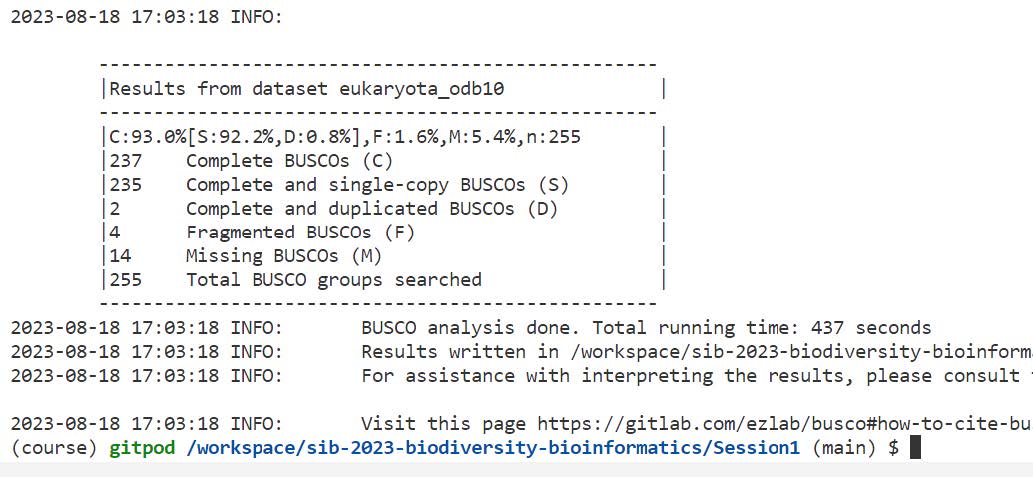 2023-08-18 17:03:18 INFO:
---------------------------------------------------
|Results from dataset eukaryota_odb10 |
---------------------------------------------------
|C:93.0%[S:92.2%,D:0.8%],F:1.6%,M:5.4%,n:255 |
|237 Complete BUSCOs (C) |
|235 Complete and single-copy BUSCOs (S) |
|2 Complete and duplicated BUSCOs (D) |
|4 Fragmented BUSCOs (F) |
|14 Missing BUSCOs (M) |
|255 Total BUSCO groups searched |
---------------------------------------------------
2023-08-18 17:03:18 INFO: BUSCO analysis done. Total running time: 437 seconds
2023-08-18 17:03:18 INFO: Results written in /workspace/sib-2023-biodiversity-bioinforma
2023-08-18 17:03:18 INFO: For assistance with interpreting the results, please consult
2023-08-18 17:03:18 INFO: Visit this page https://gitlab.com/ezlab/busco#how-to-cite-bu
(course) gitpod /workspace/sib-2023-biodiversity-bioinformatics/Session1 (main) $